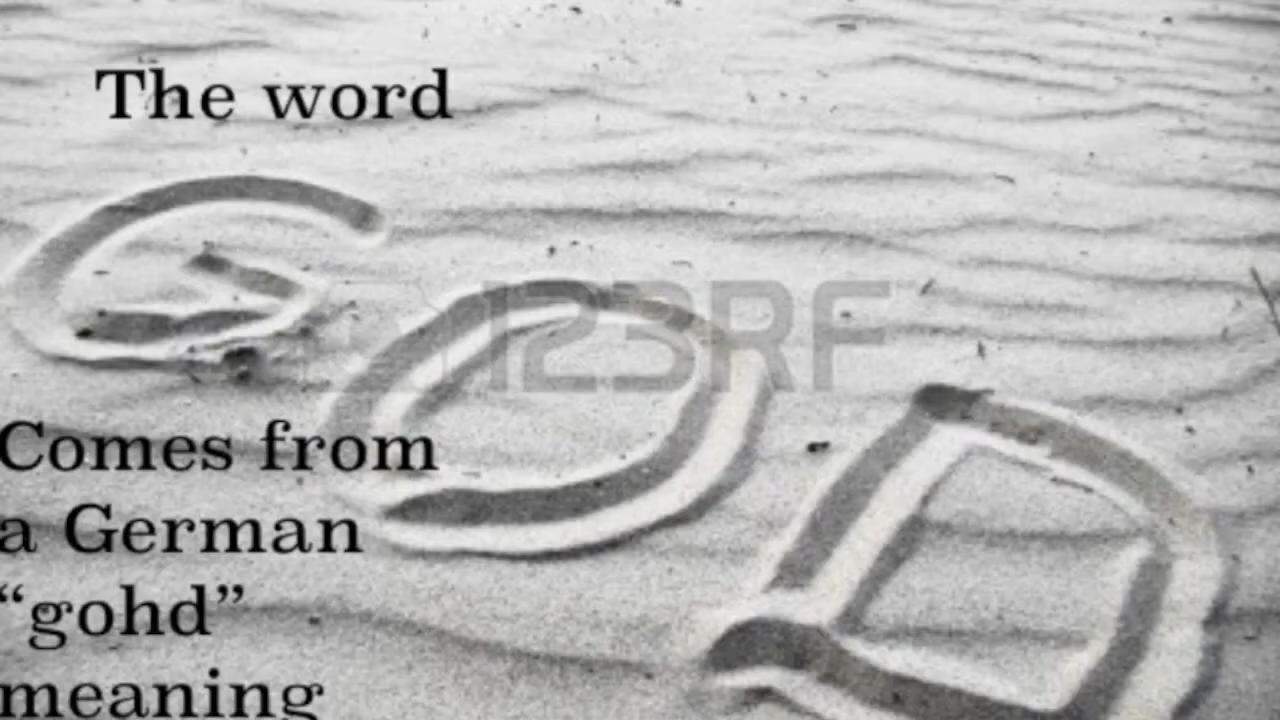 The word
GOD
123RF
Comes from
a German
“gohd”
meaning